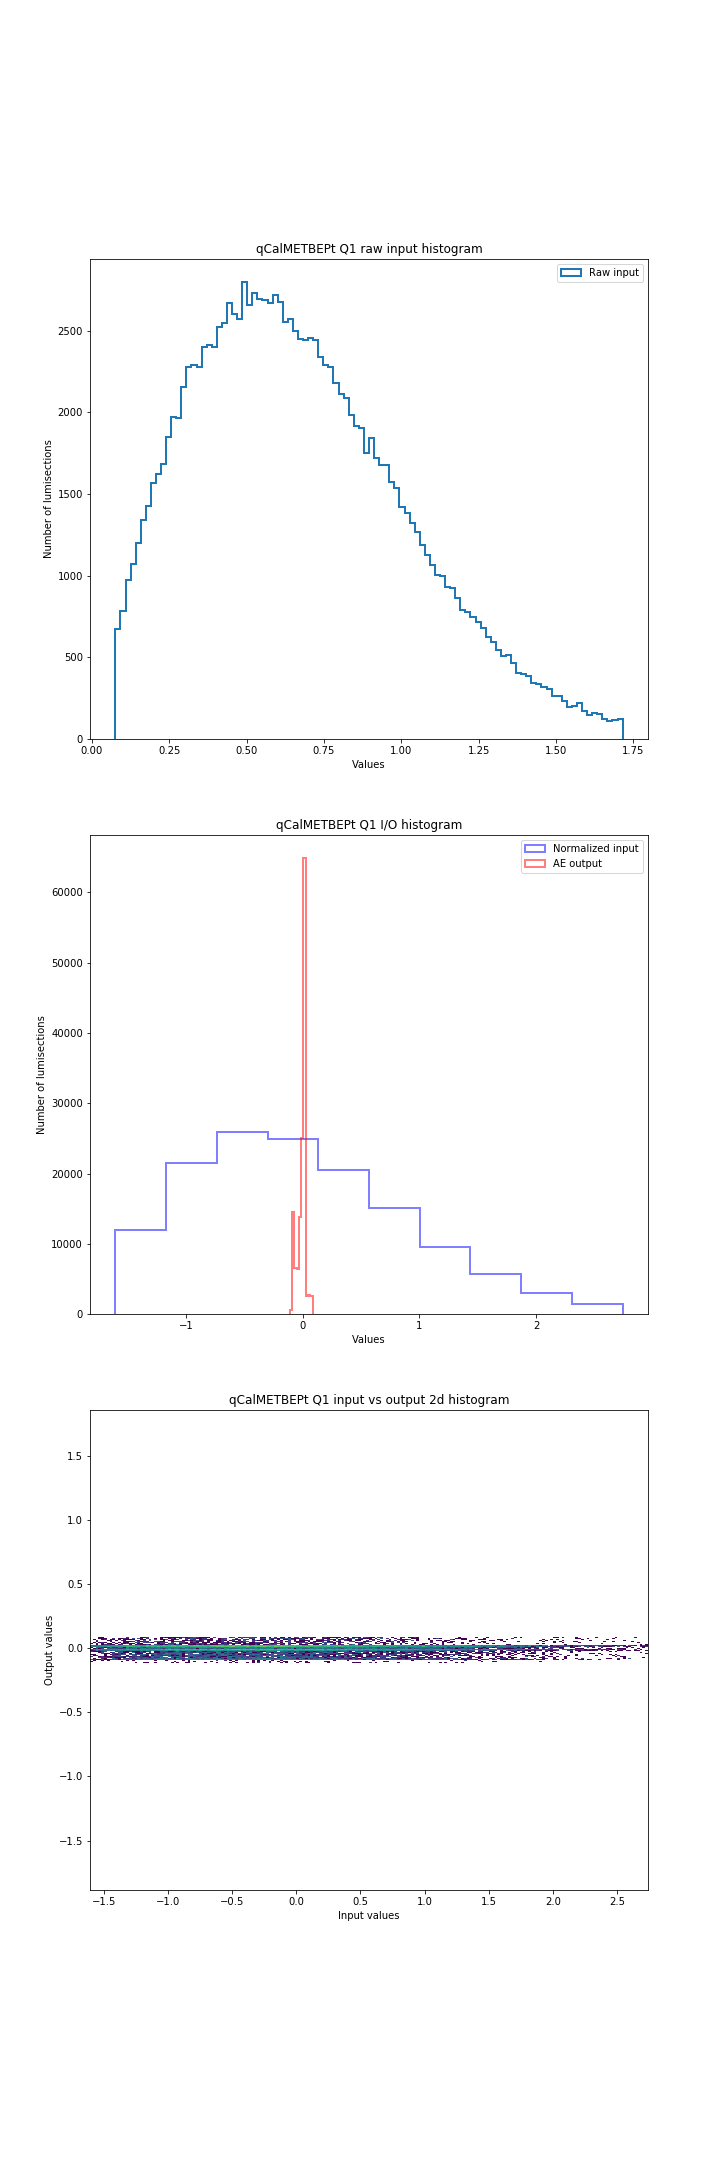 qCalMETBEPt Q1 raw input histogram
Raw input
2500
2000
1500
1000
500
0
Number of lumisections
0.00 0.25 0.50 0.75 1.00 1.25 1.50 1.75
Values
qCalMETBEPt Q1 I/O histogram
Normalized input
AE output
60000
50000
40000
30000
20000
10000
0
Number of lumisections
−1 0 1 2
Values
qCalMETBEPt Q1 input vs output 2d histogram
1.5
1.0
0.5
0.0
−0.5
−1.0
−1.5
Output values
−1.5 −1.0 −0.5 0.0 0.5 1.0 1.5 2.0 2.5
Input values